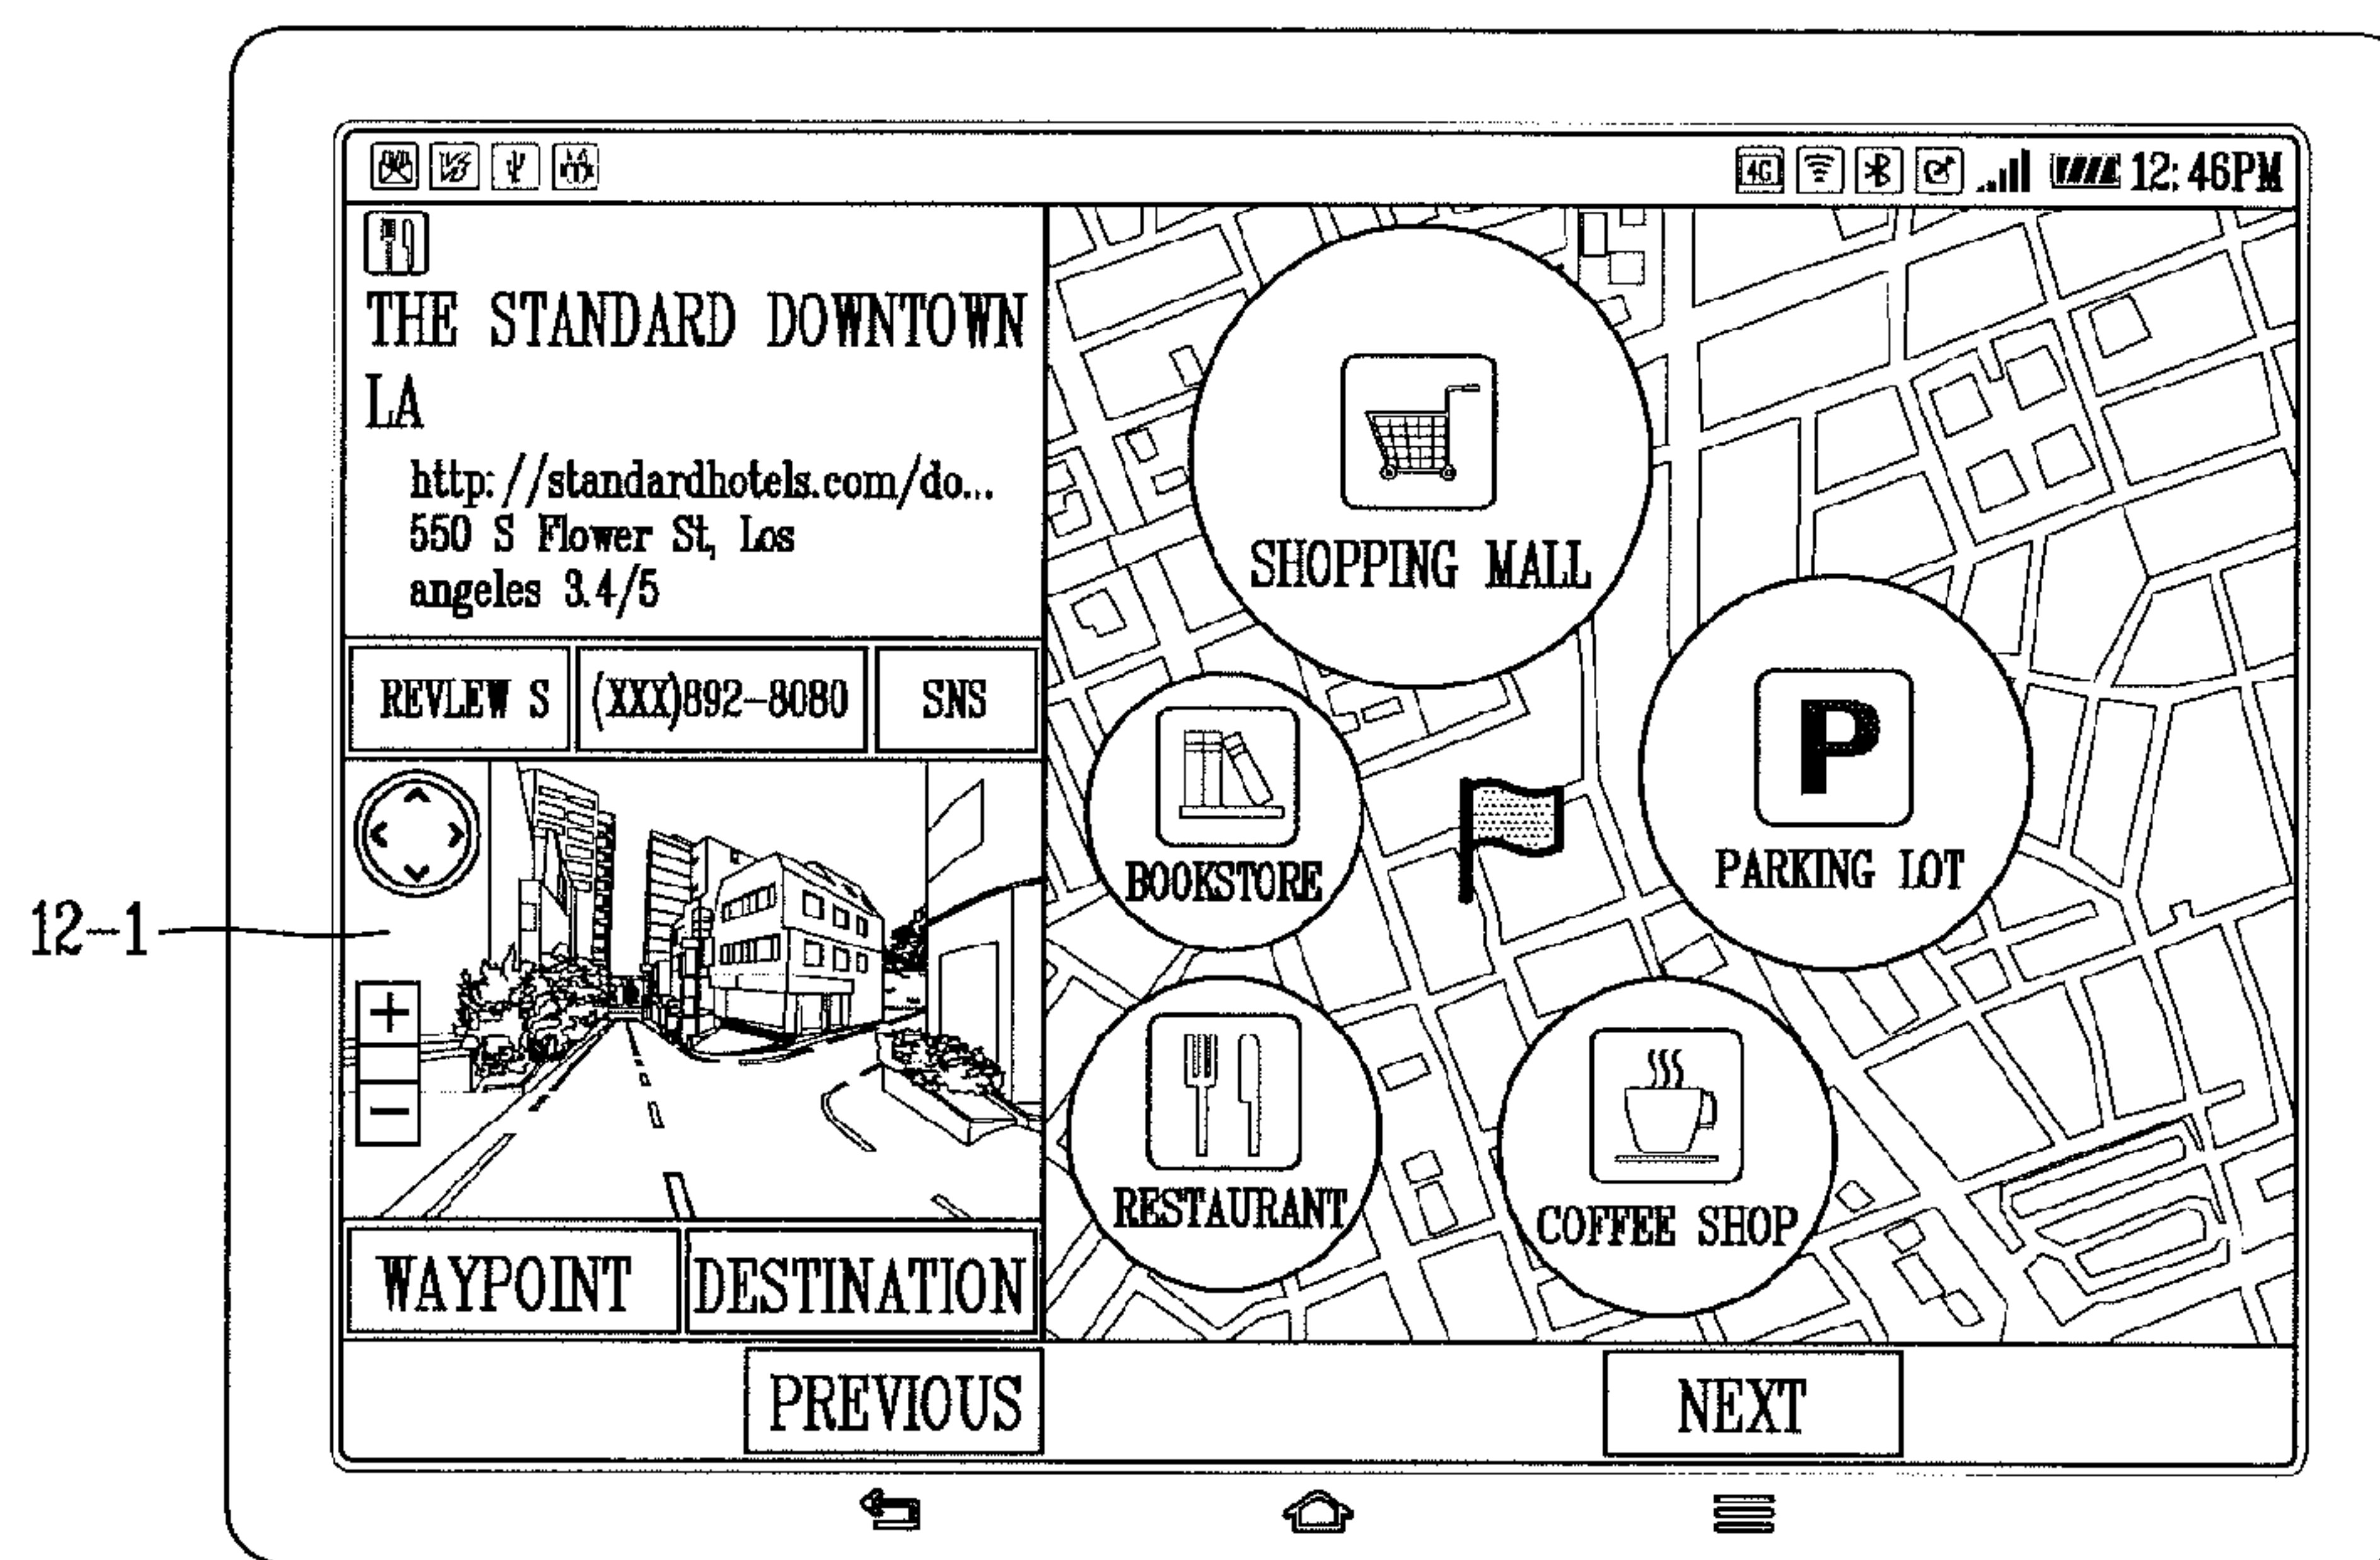 4G 12:46PM
THE STANDARD DOWNTOWN
LA
http://standardhotels.com/do...
550 S Flower St, Los
angeles 3.4/5
REVLEW S (XXX)892-8080 SNS
12-1
+
−
WAYPOINT DESTINATION
SHOPPING MALL
P
PARKING LOT
BOOKSTORE
RESTAURANT
COFFEE SHOP
PREVIOUS NEXT